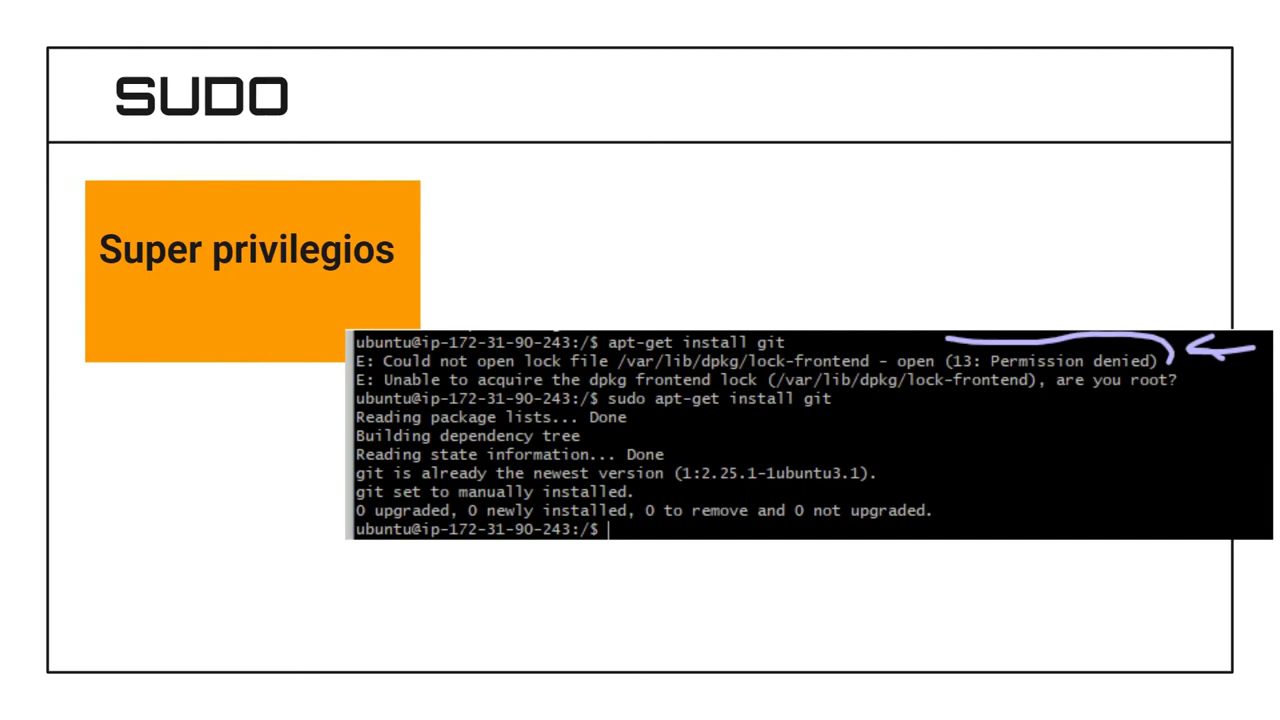 SUDO
Super privilegios
ubuntu@ip-172-31-90-243:/$ apt-get install git
E: Could not open lock file /var/lib/dpkg/lock-frontend - open (13: Permission denied)
E: Unable to acquire the dpkg frontend lock (/var/lib/dpkg/lock-frontend), are you root?
ubuntu@ip-172-31-90-243:/$ sudo apt-get install git
Reading package lists... Done
Building dependency tree
Reading state information... Done
git is already the newest version (1:2.25.1-1ubuntu3.1).
git set to manually installed.
0 upgraded, 0 newly installed, 0 to remove and 0 not upgraded.
ubuntu@ip-172-31-90-243:/$